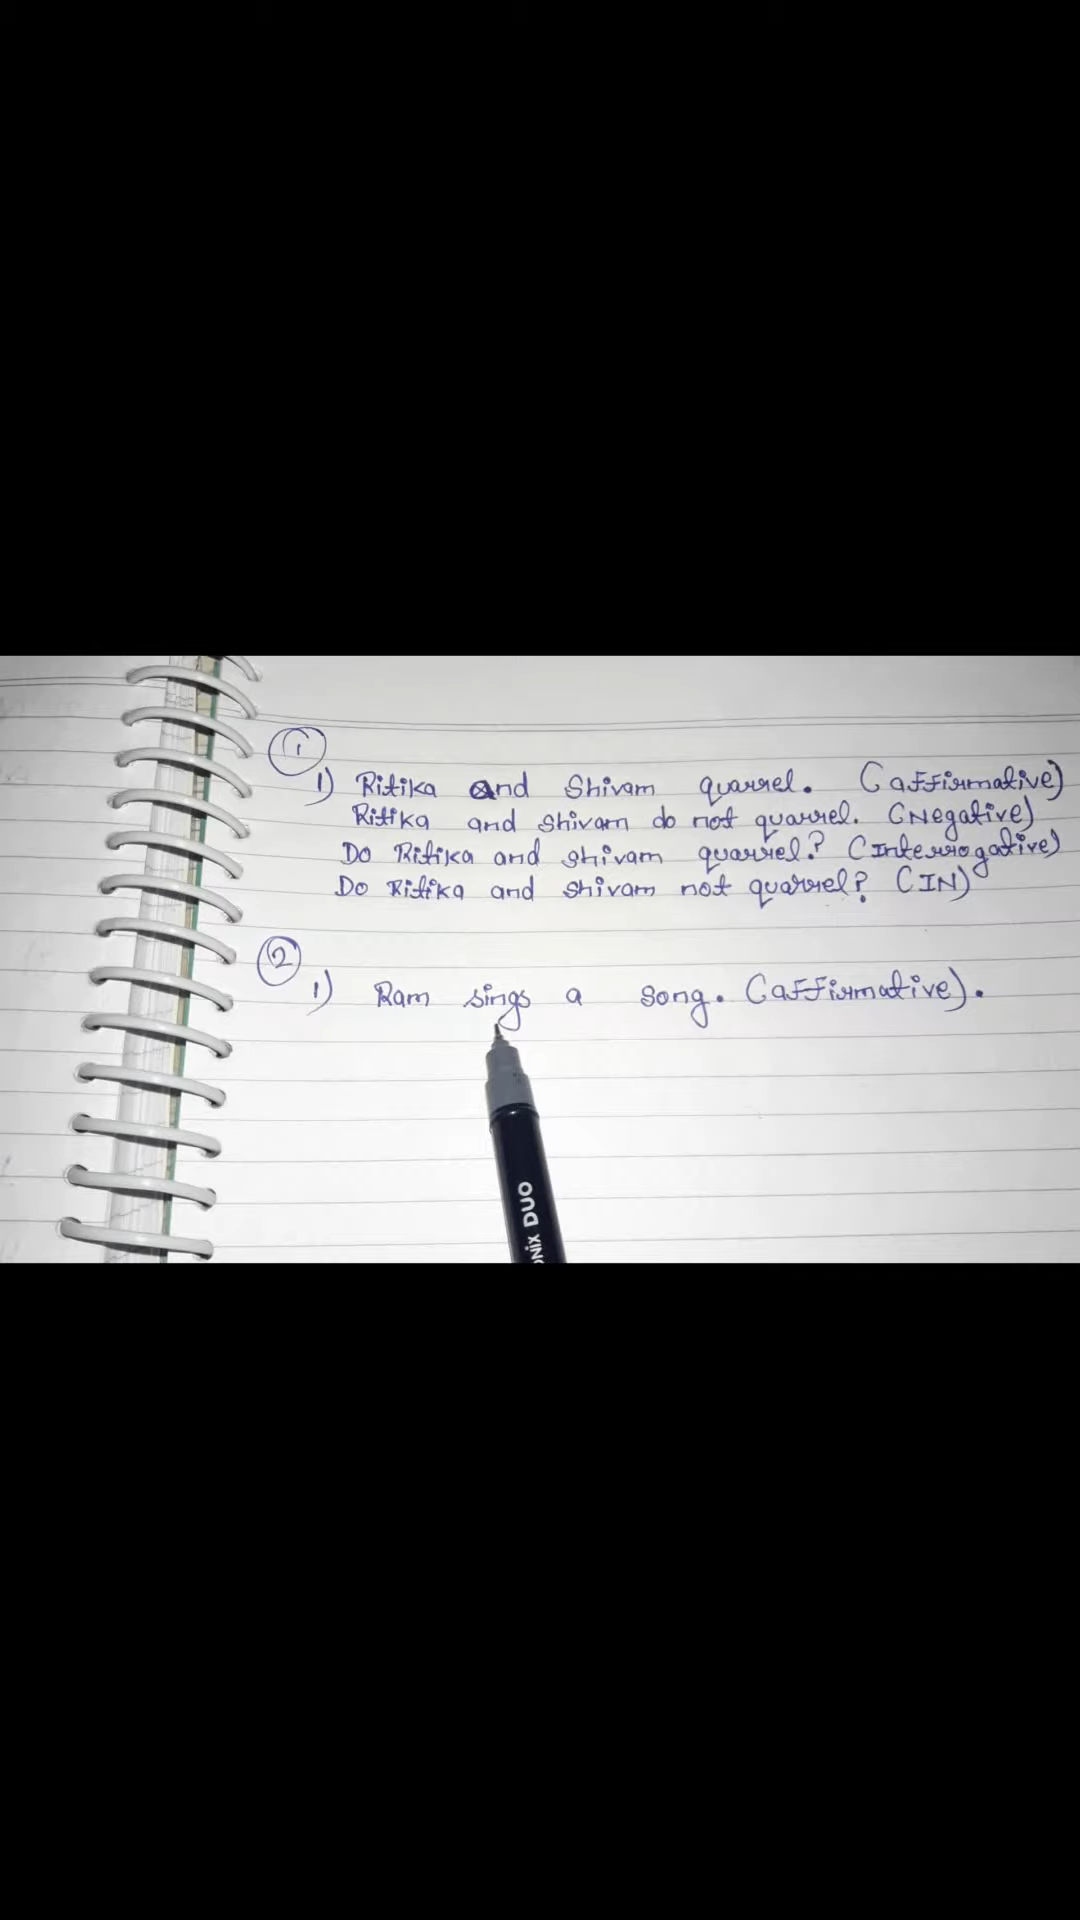 ①
1) Ritika and Shivam quarrel. (affirmative)
Ritika and Shivam do not quarrel. (Negative)
Do Ritika and Shivam quarrel? (Interrogative)
Do Ritika and Shivam not quarrel? (IN)
②
1) Ram sings a song. (affirmative).
ONIX DUO